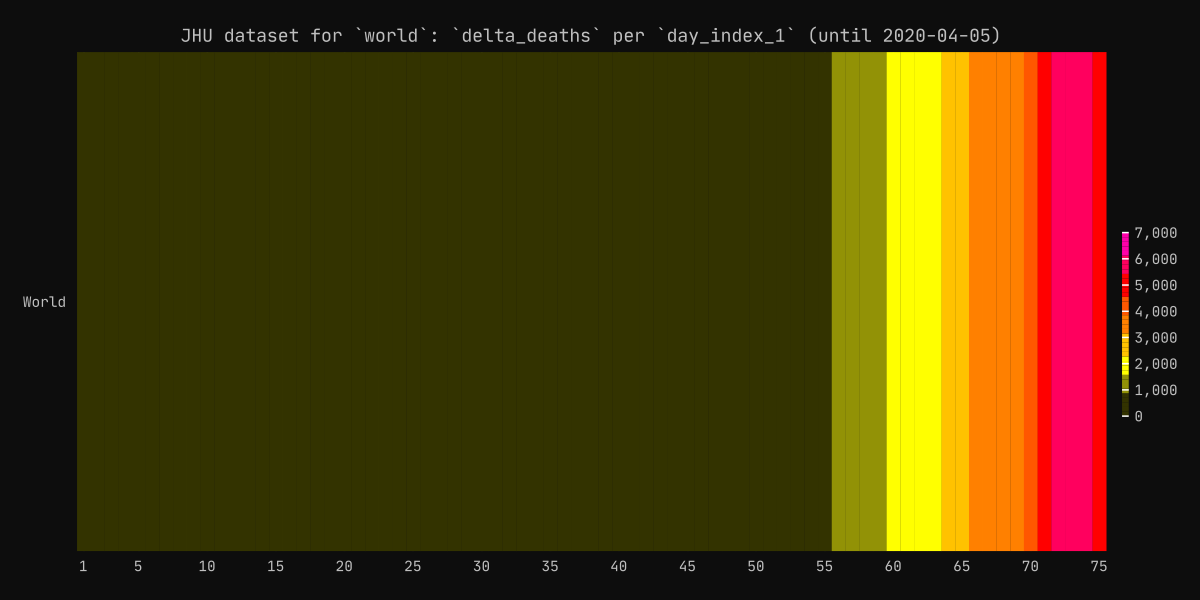 JHU dataset for `world`: `delta_deaths` per `day_index_1` (until 2020-04-05)
World
7,000
6,000
5,000
4,000
3,000
2,000
1,000
0
1 5 10 15 20 25 30 35 40 45 50 55 60 65 70 75